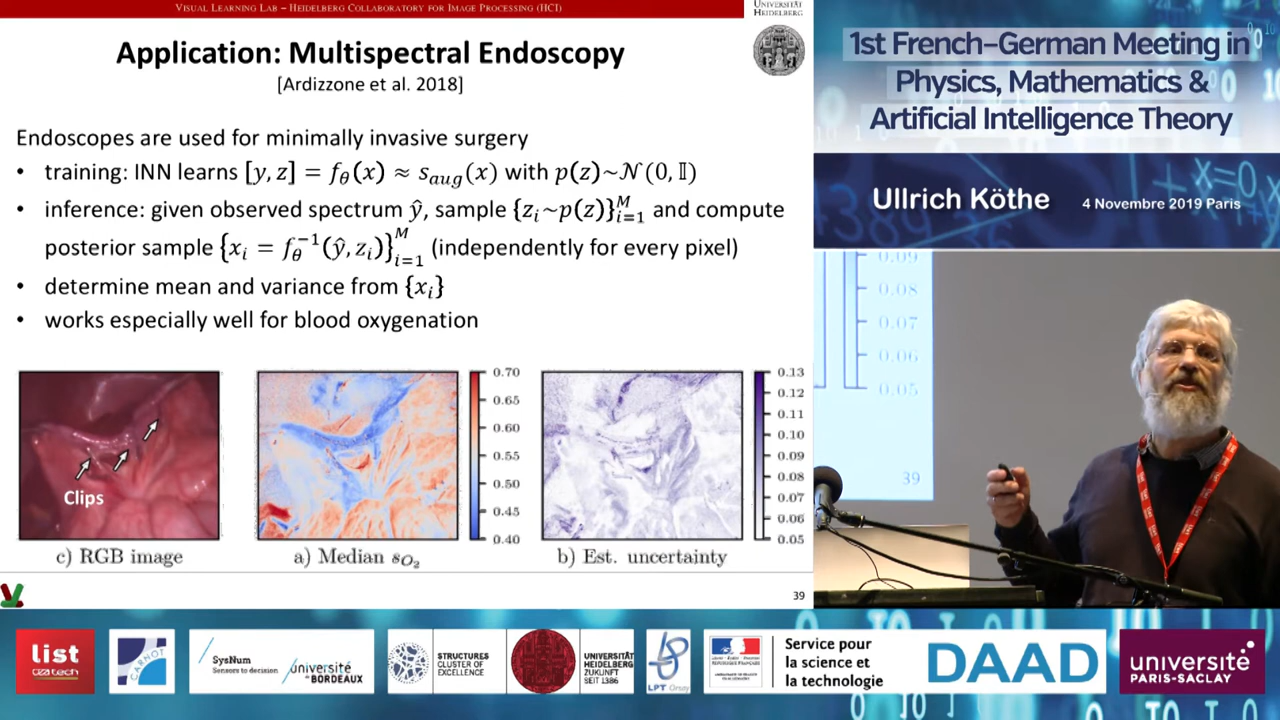 VISUAL LEARNING LAB – HEIDELBERG COLLABORATORY FOR IMAGE PROCESSING (HCI)
UNIVERSITÄT
HEIDELBERG
Application: Multispectral Endoscopy
[Ardizzone et al. 2018]
Endoscopes are used for minimally invasive surgery
• training: INN learns [y, z] = f_θ(x) ≈ s_aug(x) with p(z)~𝒩(0, 𝕀)
• inference: given observed spectrum ŷ, sample {z_i~p(z)}_{i=1}^M and compute
posterior sample {x_i = f_θ^{-1}(ŷ, z_i)}_{i=1}^M (independently for every pixel)
• determine mean and variance from {x_i}
• works especially well for blood oxygenation
Clips
c) RGB image
0.70
0.65
0.60
0.55
0.50
0.45
0.40
a) Median s_{O_2}
0.13
0.12
0.11
0.10
0.09
0.08
0.07
0.06
0.05
b) Est. uncertainty
39
1st French–German Meeting in
Physics, Mathematics &
Artificial Intelligence Theory
Ullrich Köthe
4 Novembre 2019 Paris
0.09
0.08
0.07
0.06
0.05
39
list
ceatech
CARNOT
SysNum
Sensors to decision
université
de BORDEAUX
STRUCTURES
CLUSTER OF
EXCELLENCE
UNIVERSITÄT
HEIDELBERG
ZUKUNFT
SEIT 1386
LPT Orsay
Service pour
la science et
la technologie
DAAD
université
PARIS-SACLAY